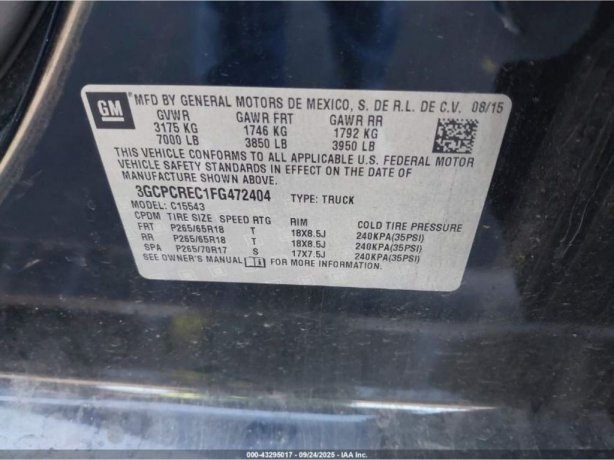 GM
MFD BY GENERAL MOTORS DE MEXICO, S. DE R.L. DE C.V. 08/15
GVWR GAWR FRT GAWR RR
3175 KG 1746 KG 1792 KG
7000 LB 3850 LB 3950 LB
THIS VEHICLE CONFORMS TO ALL APPLICABLE U.S. FEDERAL MOTOR
VEHICLE SAFETY STANDARDS IN EFFECT ON THE DATE OF
MANUFACTURE SHOWN ABOVE.
3GCPCREC1FG472404 TYPE: TRUCK
MODEL: C15543
CPDM TIRE SIZE SPEED RTG RIM COLD TIRE PRESSURE
FRT P265/65R18 T 18X8.5J 240KPA(35PSI)
RR P265/65R18 T 18X8.5J 240KPA(35PSI)
SPA P265/70R17 S 17X7.5J 240KPA(35PSI)
SEE OWNER'S MANUAL FOR MORE INFORMATION.
000-43295017 - 09/24/2025 - IAA Inc.